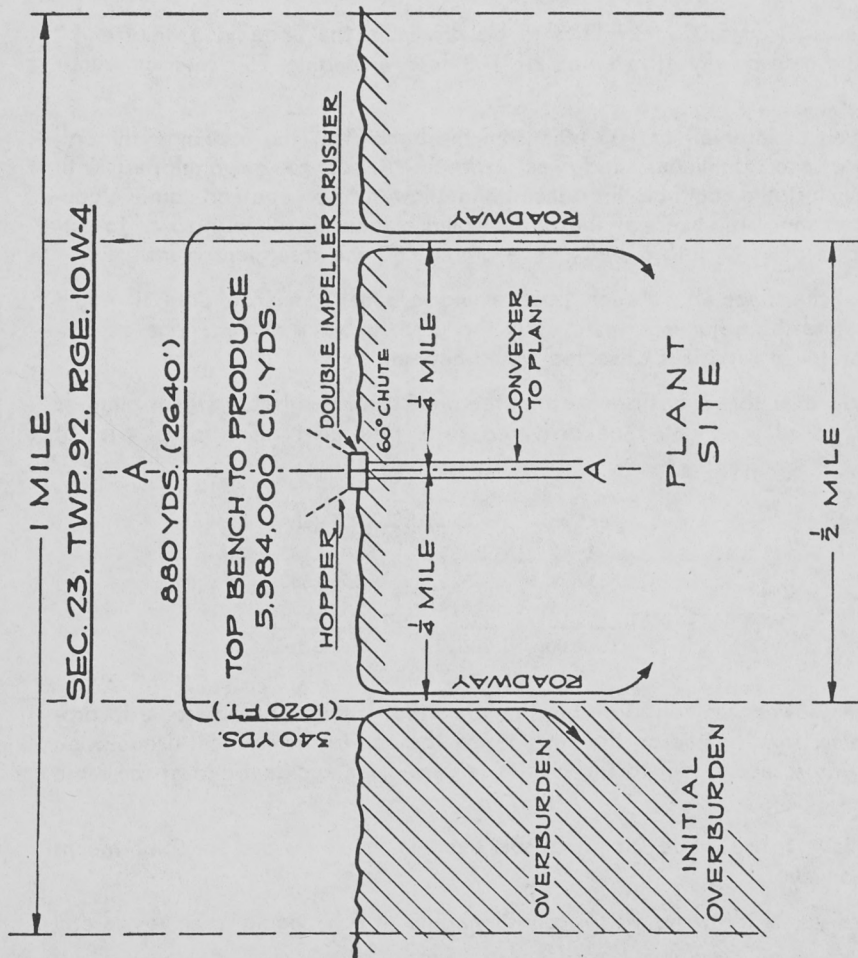 1 MILE
SEC. 23, TWP. 92, RGE. 10W-4
880 YDS. (2640')
A
TOP BENCH TO PRODUCE
5,984,000 CU. YDS.
340 YDS.
(1020 FT.)
HOPPER
DOUBLE IMPELLER CRUSHER
60° CHUTE
¼ MILE
¼ MILE
ROADWAY
ROADWAY
CONVEYER
TO PLANT
A
OVERBURDEN
PLANT
SITE
INITIAL
OVERBURDEN
½ MILE